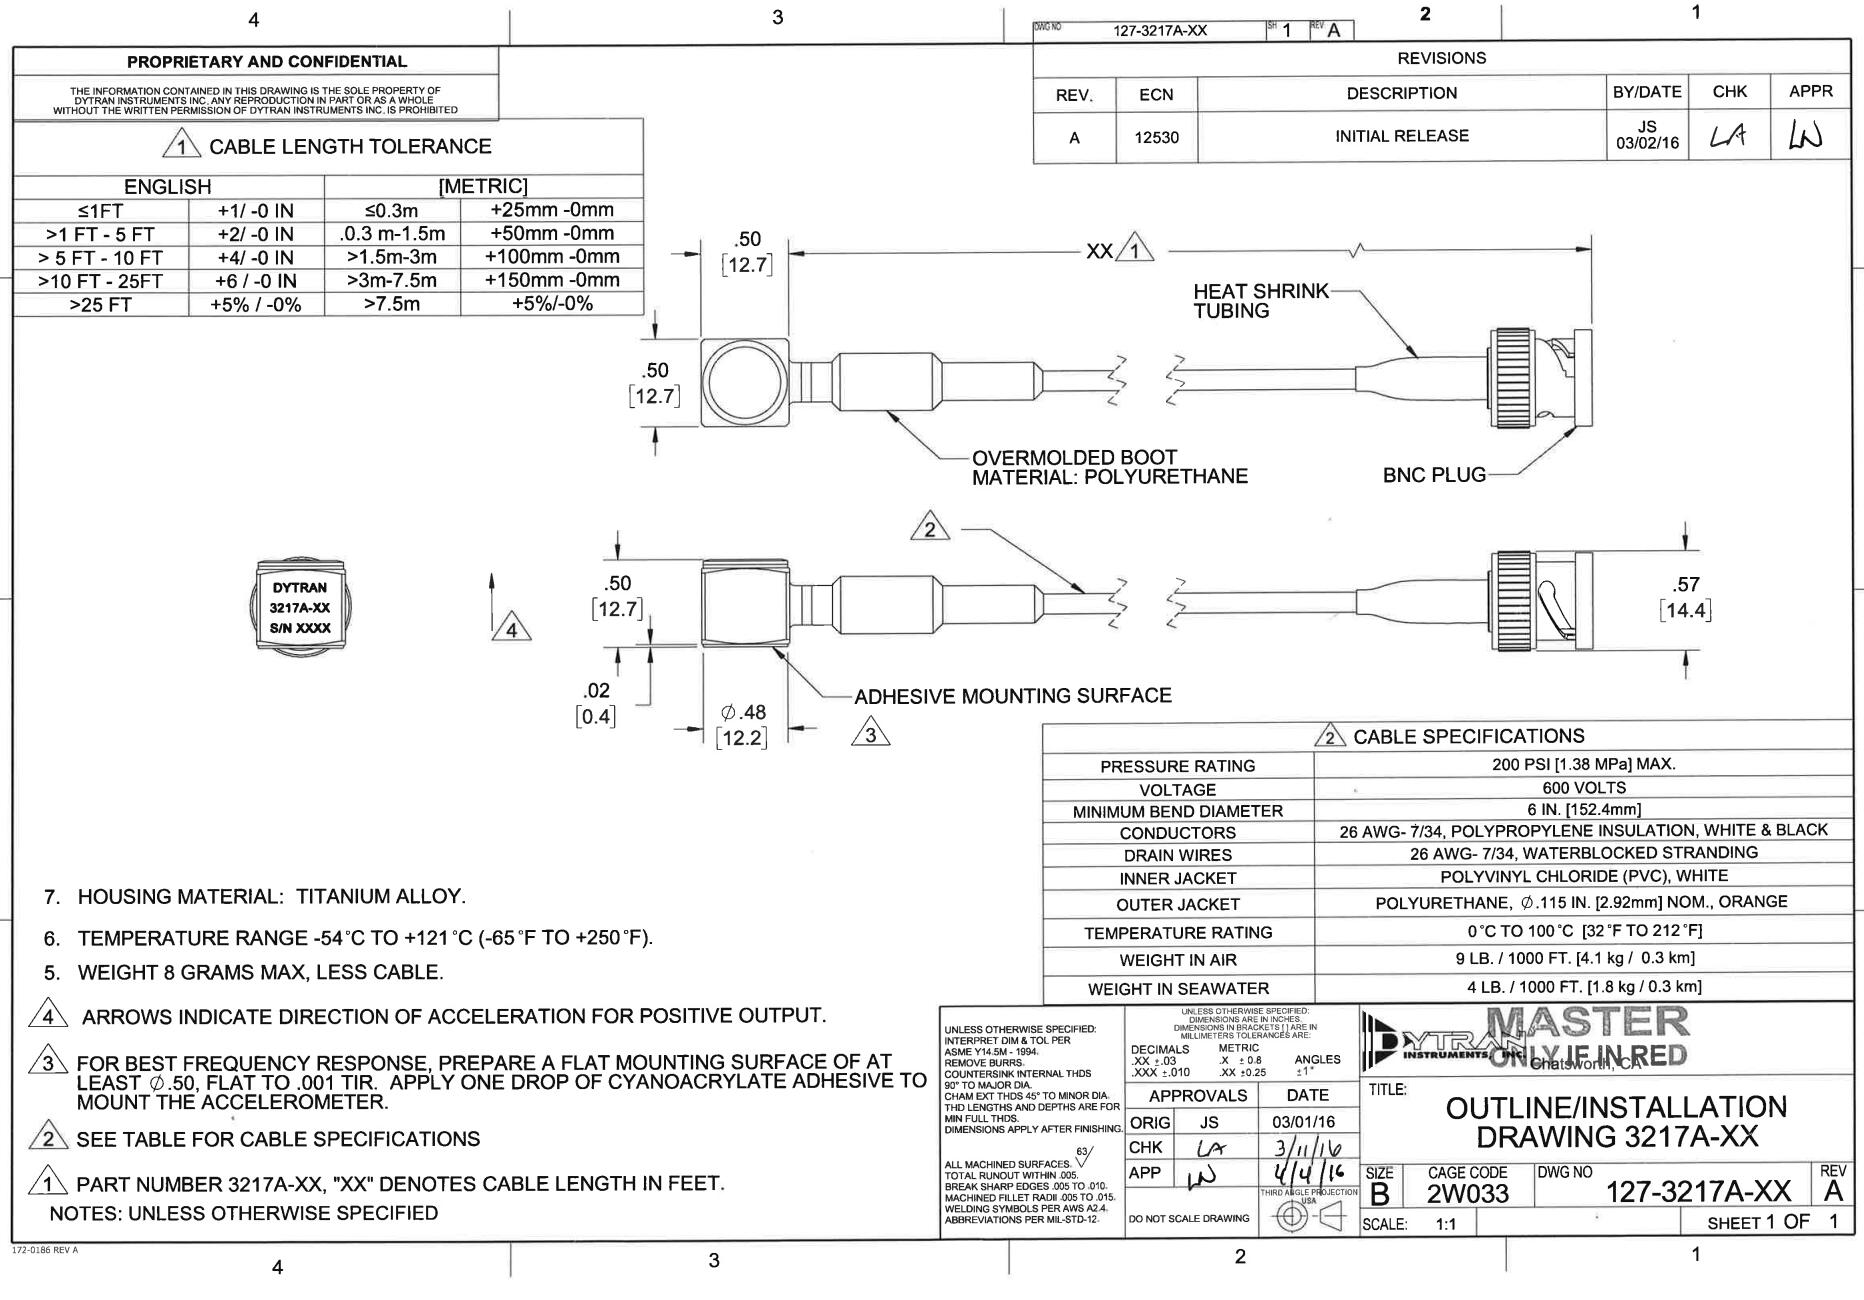 4
3
2
1
DWG NO
127-3217A-XX
SH
1
REV
A
PROPRIETARY AND CONFIDENTIAL
THE INFORMATION CONTAINED IN THIS DRAWING IS THE SOLE PROPERTY OF
DYTRAN INSTRUMENTS INC. ANY REPRODUCTION IN PART OR AS A WHOLE
WITHOUT THE WRITTEN PERMISSION OF DYTRAN INSTRUMENTS INC. IS PROHIBITED
REVISIONS
REV. ECN DESCRIPTION BY/DATE CHK APPR
A 12530 INITIAL RELEASE JS LA LN
03/02/16
1 CABLE LENGTH TOLERANCE
ENGLISH [METRIC]
≤1FT +1/ -0 IN ≤0.3m +25mm -0mm
>1 FT - 5 FT +2/ -0 IN .0.3 m-1.5m +50mm -0mm
> 5 FT - 10 FT +4/ -0 IN >1.5m-3m +100mm -0mm
>10 FT - 25FT +6 / -0 IN >3m-7.5m +150mm -0mm
>25 FT +5% / -0% >7.5m +5%/-0%
.50
[12.7]
XX 1
HEAT SHRINK
TUBING
.50
[12.7]
OVERMOLDED BOOT
MATERIAL: POLYURETHANE
BNC PLUG
2
DYTRAN
3217A-XX
S/N XXXX
4
.50
[12.7]
.57
[14.4]
.02
[0.4]
ADHESIVE MOUNTING SURFACE
∅.48
[12.2]
3
2 CABLE SPECIFICATIONS
PRESSURE RATING 200 PSI [1.38 MPa] MAX.
VOLTAGE 600 VOLTS
MINIMUM BEND DIAMETER 6 IN. [152.4mm]
CONDUCTORS 26 AWG- 7/34, POLYPROPYLENE INSULATION, WHITE & BLACK
DRAIN WIRES 26 AWG- 7/34, WATERBLOCKED STRANDING
INNER JACKET POLYVINYL CHLORIDE (PVC), WHITE
OUTER JACKET POLYURETHANE, ∅.115 IN. [2.92mm] NOM., ORANGE
TEMPERATURE RATING 0°C TO 100°C [32°F TO 212°F]
WEIGHT IN AIR 9 LB. / 1000 FT. [4.1 kg / 0.3 km]
WEIGHT IN SEAWATER 4 LB. / 1000 FT. [1.8 kg / 0.3 km]
7. HOUSING MATERIAL: TITANIUM ALLOY.
6. TEMPERATURE RANGE -54°C TO +121°C (-65°F TO +250°F).
5. WEIGHT 8 GRAMS MAX, LESS CABLE.
4 ARROWS INDICATE DIRECTION OF ACCELERATION FOR POSITIVE OUTPUT.
3 FOR BEST FREQUENCY RESPONSE, PREPARE A FLAT MOUNTING SURFACE OF AT
LEAST ∅.50, FLAT TO .001 TIR. APPLY ONE DROP OF CYANOACRYLATE ADHESIVE TO
MOUNT THE ACCELEROMETER.
2 SEE TABLE FOR CABLE SPECIFICATIONS
1 PART NUMBER 3217A-XX, "XX" DENOTES CABLE LENGTH IN FEET.
NOTES: UNLESS OTHERWISE SPECIFIED
UNLESS OTHERWISE SPECIFIED:
INTERPRET DIM & TOL PER
ASME Y14.5M - 1994.
REMOVE BURRS.
COUNTERSINK INTERNAL THDS
90° TO MAJOR DIA.
CHAM EXT THDS 45° TO MINOR DIA.
THD LENGTHS AND DEPTHS ARE FOR
MIN FULL THDS.
DIMENSIONS APPLY AFTER FINISHING.
63/
ALL MACHINED SURFACES.
TOTAL RUNOUT WITHIN .005.
BREAK SHARP EDGES .005 TO .010.
MACHINED FILLET RADII .005 TO .015.
WELDING SYMBOLS PER AWS A2.4.
ABBREVIATIONS PER MIL-STD-12.
UNLESS OTHERWISE SPECIFIED:
DIMENSIONS ARE IN INCHES.
DIMENSIONS IN BRACKETS [ ] ARE IN
MILLIMETERS TOLERANCES ARE:
DECIMALS METRIC
.XX ±.03 .X ± 0.8 ANGLES
.XXX ±.010 .XX ±0.25 ±1°
APPROVALS DATE
ORIG JS 03/01/16
CHK LA 3/11/16
APP LN 4/4/16
THIRD ANGLE PROJECTION
USA
DO NOT SCALE DRAWING
DYTRAN
INSTRUMENTS, INC.
Chatsworth, CA
MASTER
ONLY IF IN RED
TITLE:
OUTLINE/INSTALLATION
DRAWING 3217A-XX
SIZE CAGE CODE DWG NO REV
B 2W033 127-3217A-XX A
SCALE: 1:1 SHEET 1 OF 1
172-0186 REV A
4
3
2
1